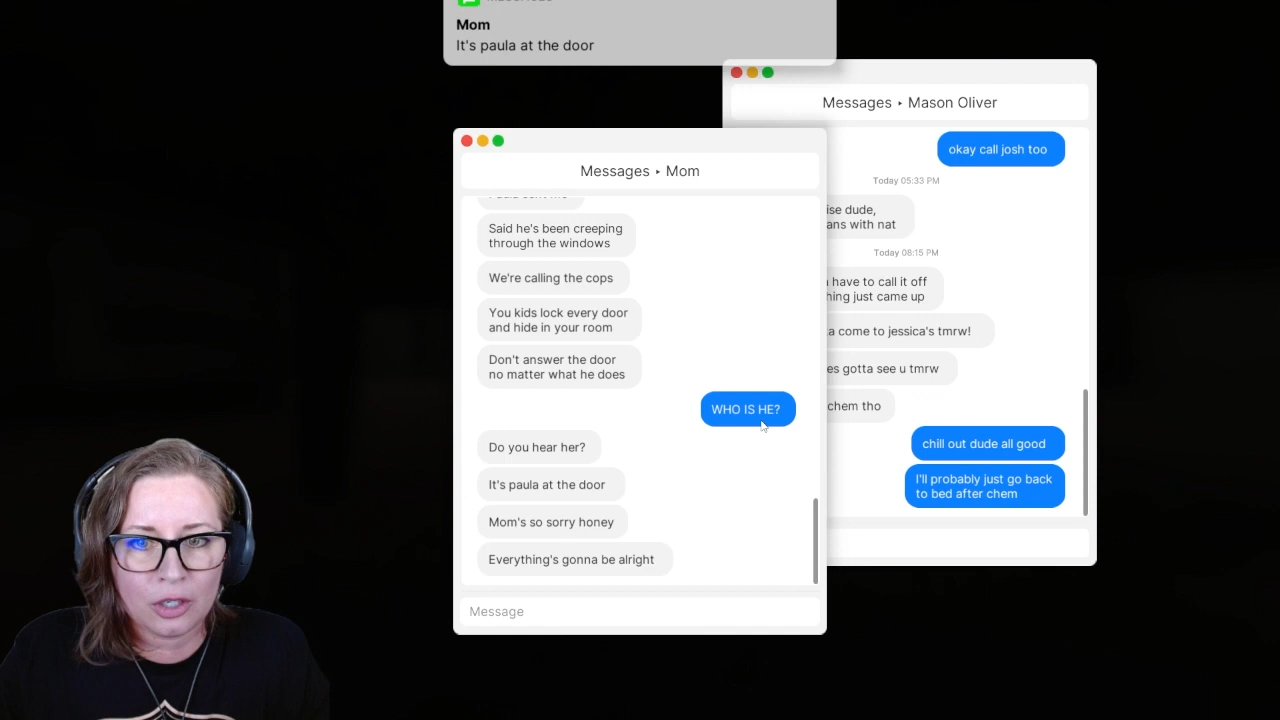 Mom
It's paula at the door
Messages ‣ Mason Oliver
okay call josh too
Today 05:33 PM
dude,
with nat
Today 08:15 PM
have to call it off
just came up
come to jessica's tmrw!
gotta see u tmrw
chem tho
chill out dude all good
I'll probably just go back
to bed after chem
Messages ‣ Mom
Said he's been creeping
through the windows
We're calling the cops
You kids lock every door
and hide in your room
Don't answer the door
no matter what he does
WHO IS HE?
Do you hear her?
It's paula at the door
Mom's so sorry honey
Everything's gonna be alright
Message